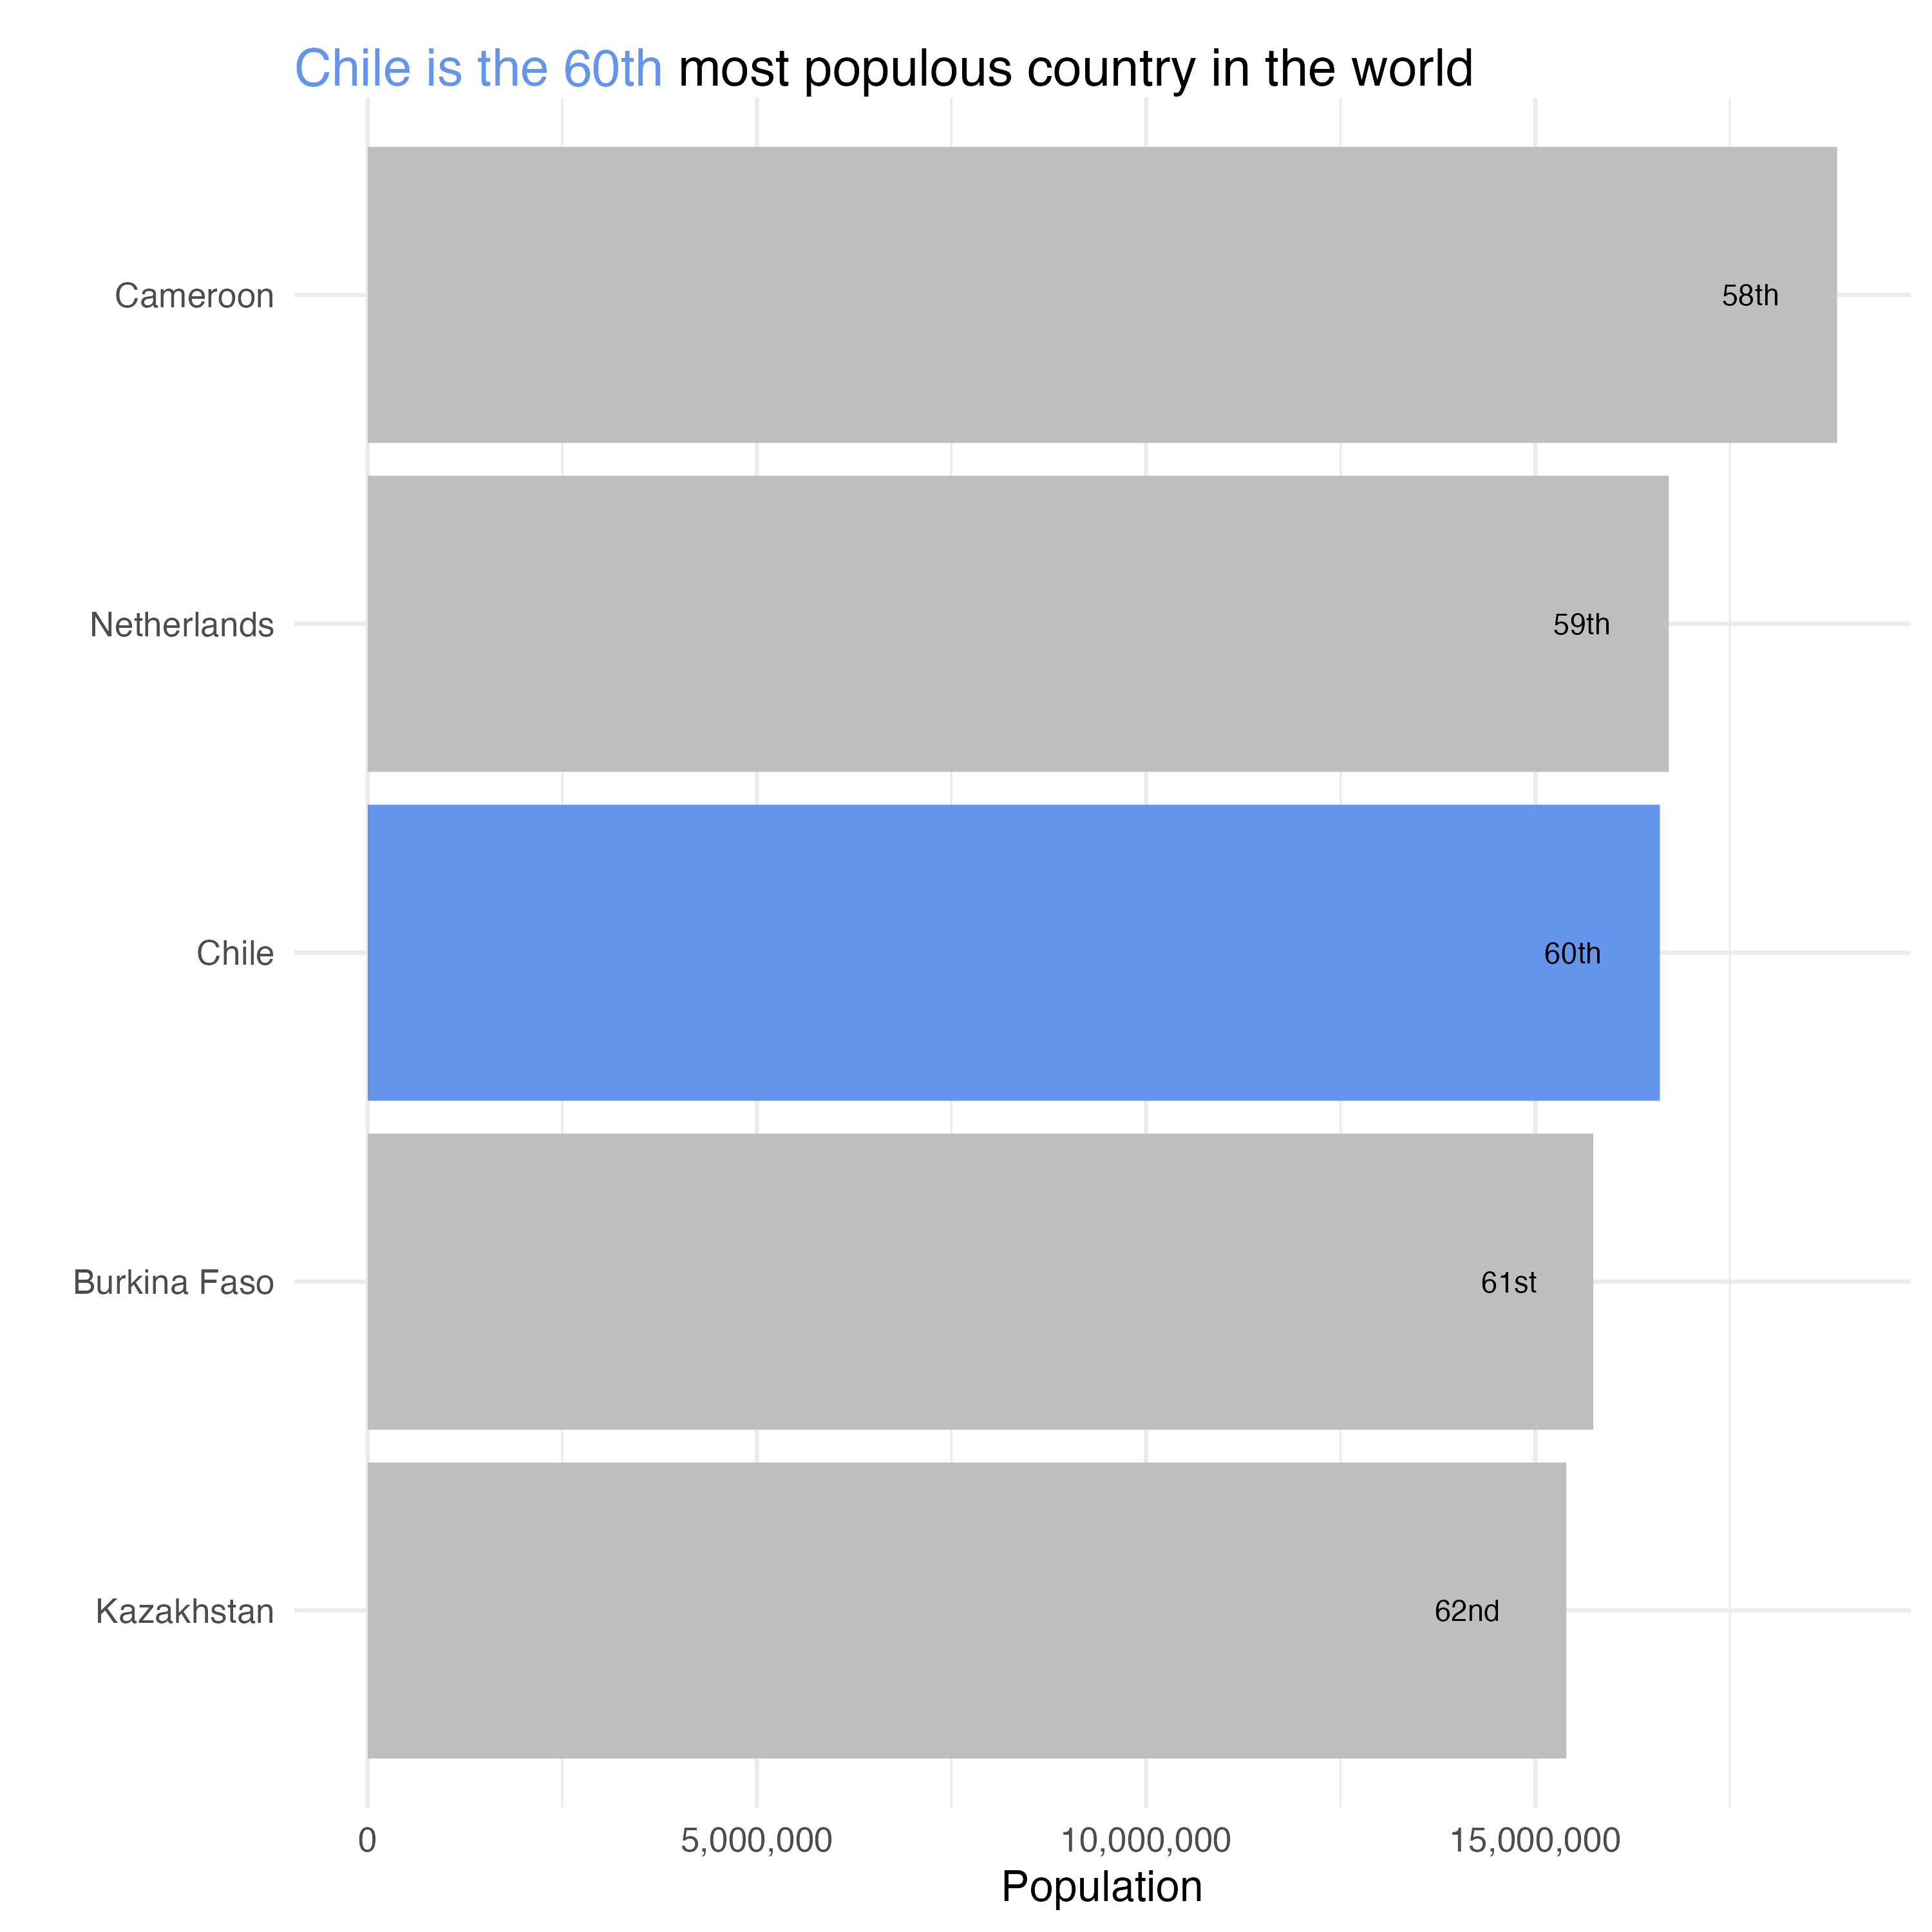 Chile is the 60th most populous country in the world
Cameroon
58th
Netherlands
59th
Chile
60th
Burkina Faso
61st
Kazakhstan
62nd
0
5,000,000
10,000,000
15,000,000
Population